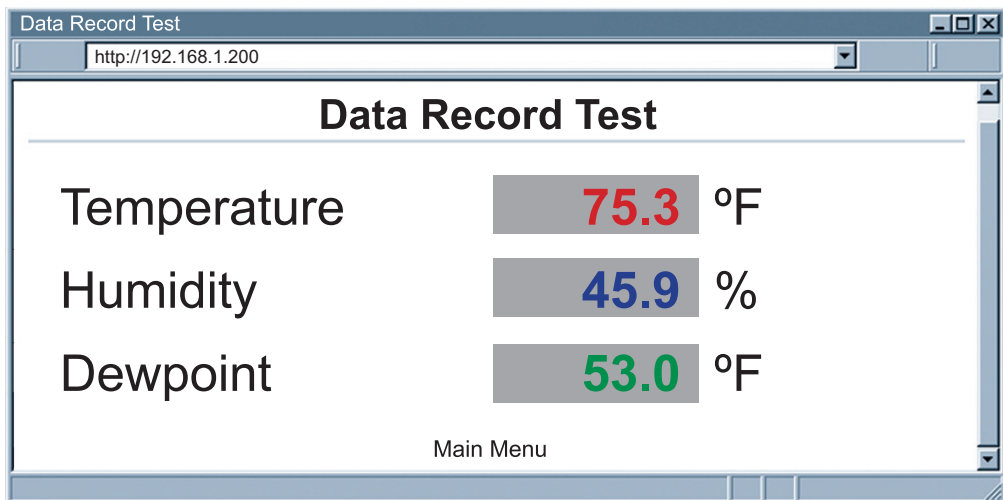 Data Record Test
http://192.168.1.200
Data Record Test
Temperature 75.3 ºF
Humidity 45.9 %
Dewpoint 53.0 ºF
Main Menu